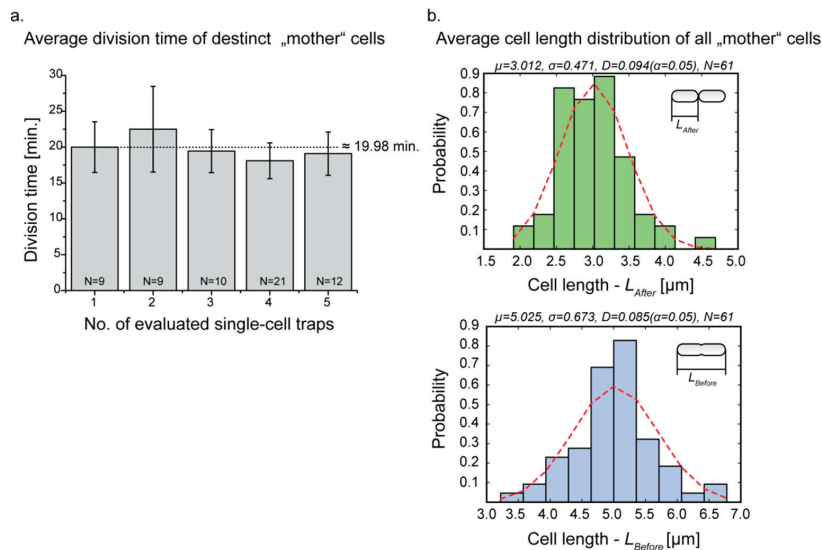 a.
Average division time of destinct „mother“ cells
Division time [min.]
35
30
25
20
15
10
5
0
≈ 19.98 min.
N=9
N=9
N=10
N=21
N=12
1
2
3
4
5
No. of evaluated single-cell traps
b.
Average cell length distribution of all „mother“ cells
μ=3.012, σ=0.471, D=0.094(α=0.05), N=61
Probability
0.9
0.8
0.7
0.6
0.5
0.4
0.3
0.2
0.1
L After
1.5
2.0
2.5
3.0
3.5
4.0
4.5
5.0
Cell length - L After [μm]
μ=5.025, σ=0.673, D=0.085(α=0.05), N=61
Probability
0.9
0.8
0.7
0.6
0.5
0.4
0.3
0.2
0.1
L Before
3.0
3.5
4.0
4.5
5.0
5.5
6.0
6.5
7.0
Cell length - L Before [μm]